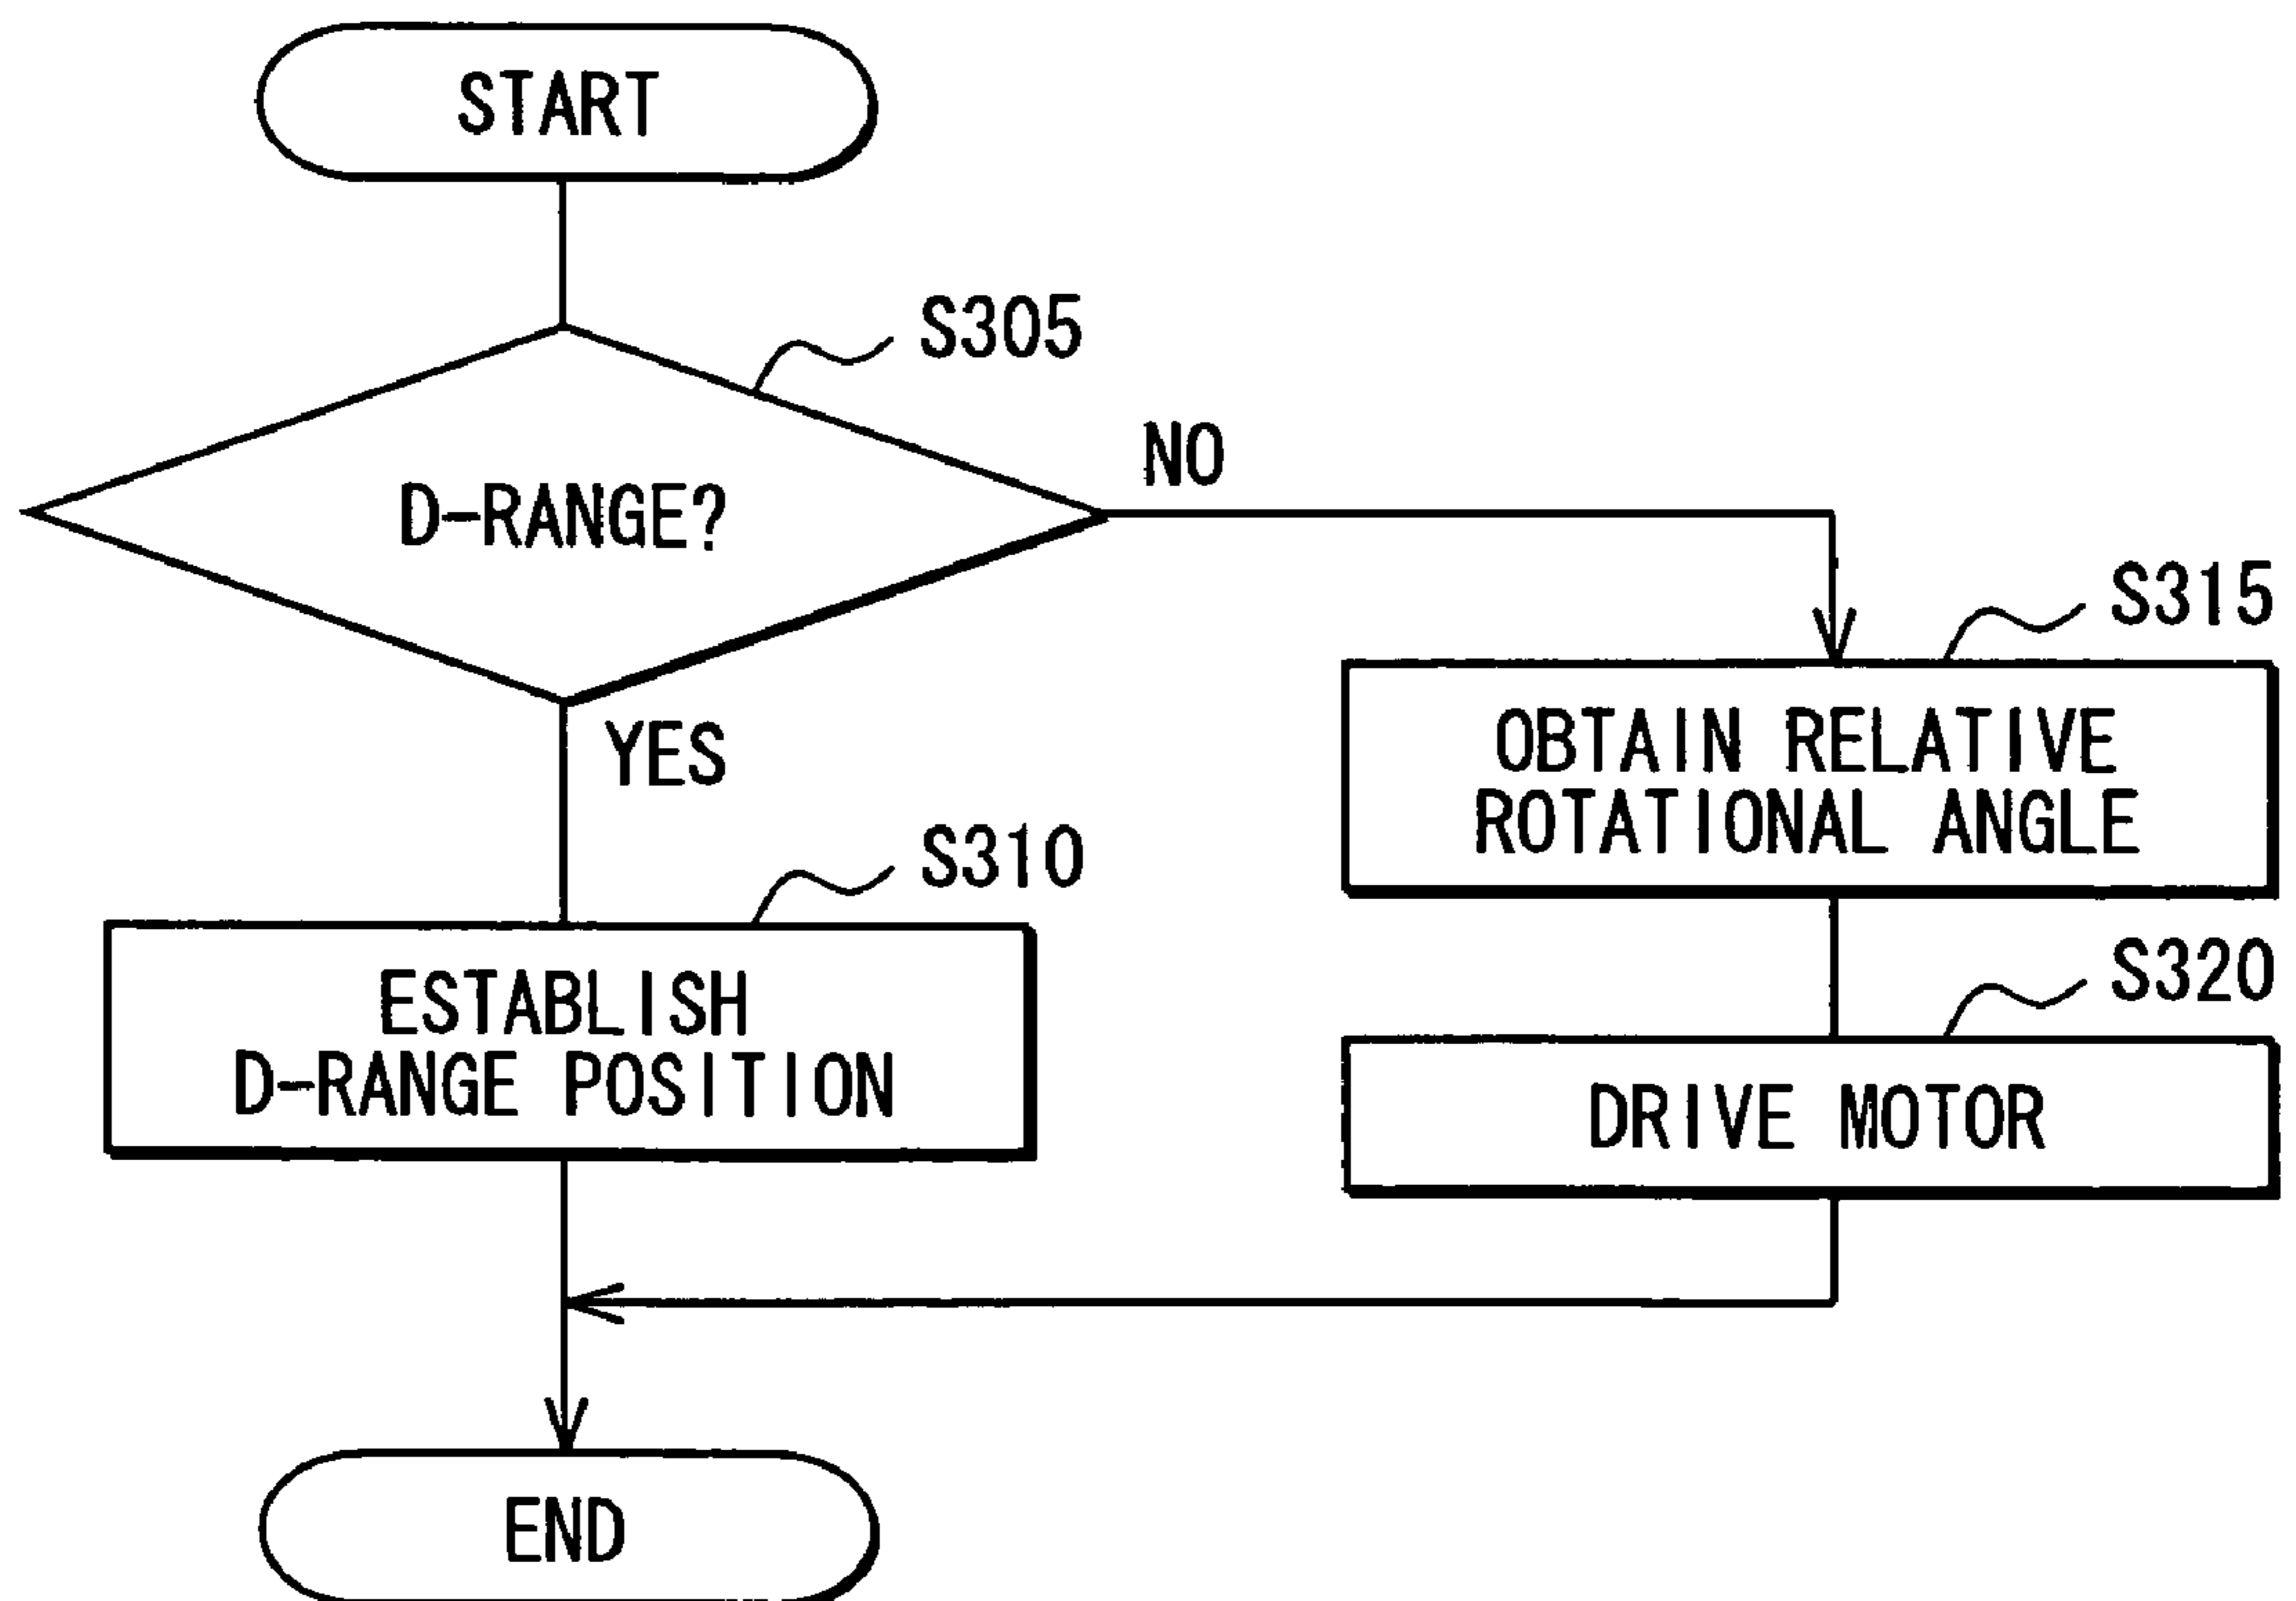 START
S305
D-RANGE?
NO
YES
S315
OBTAIN RELATIVE
ROTATIONAL ANGLE
S310
ESTABLISH
D-RANGE POSITION
S320
DRIVE MOTOR
END